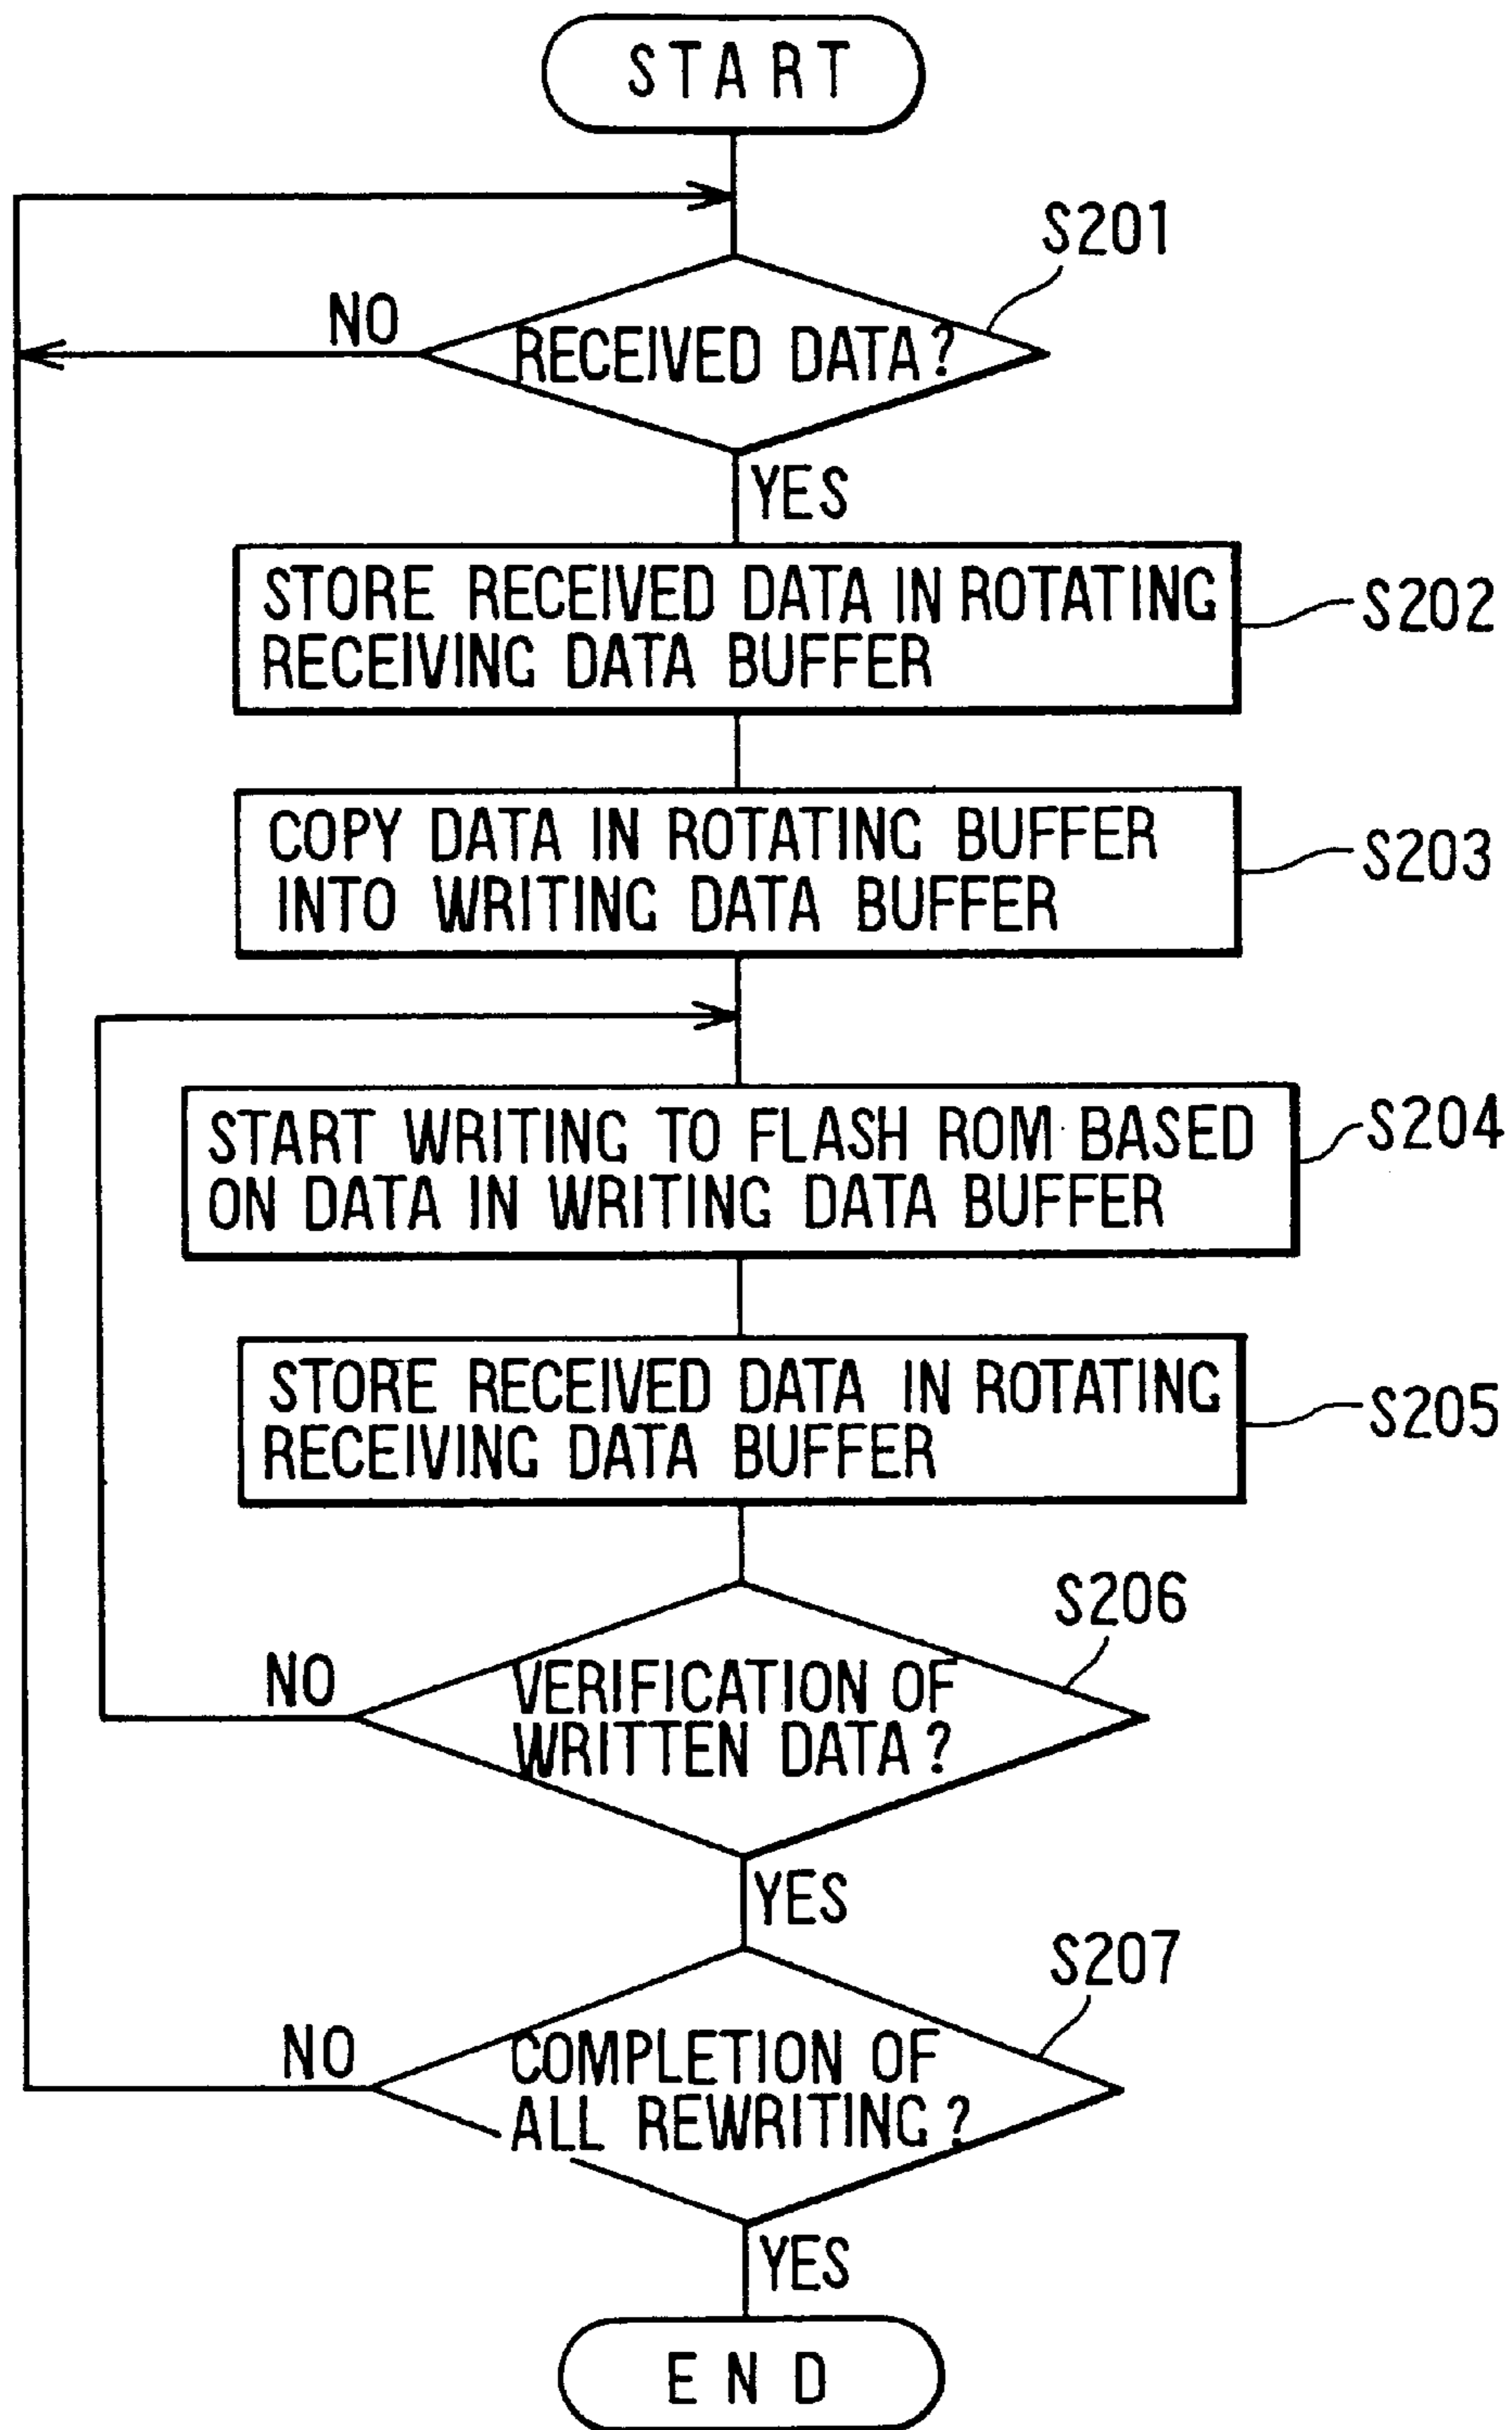 START
S201
NO
RECEIVED DATA?
YES
STORE RECEIVED DATA IN ROTATING
RECEIVING DATA BUFFER
S202
COPY DATA IN ROTATING BUFFER
INTO WRITING DATA BUFFER
S203
START WRITING TO FLASH ROM BASED
ON DATA IN WRITING DATA BUFFER
S204
STORE RECEIVED DATA IN ROTATING
RECEIVING DATA BUFFER
S205
S206
NO
VERIFICATION OF
WRITTEN DATA?
YES
S207
NO
COMPLETION OF
ALL REWRITING?
YES
END